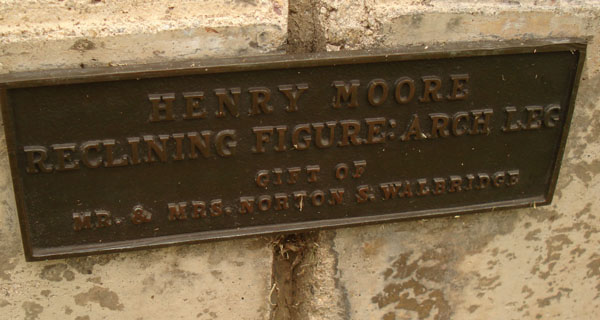 HENRY MOORE
RECLINING FIGURE: ARCH LEG
GIFT OF
MR. & MRS. NORTON S. WALBRIDGE